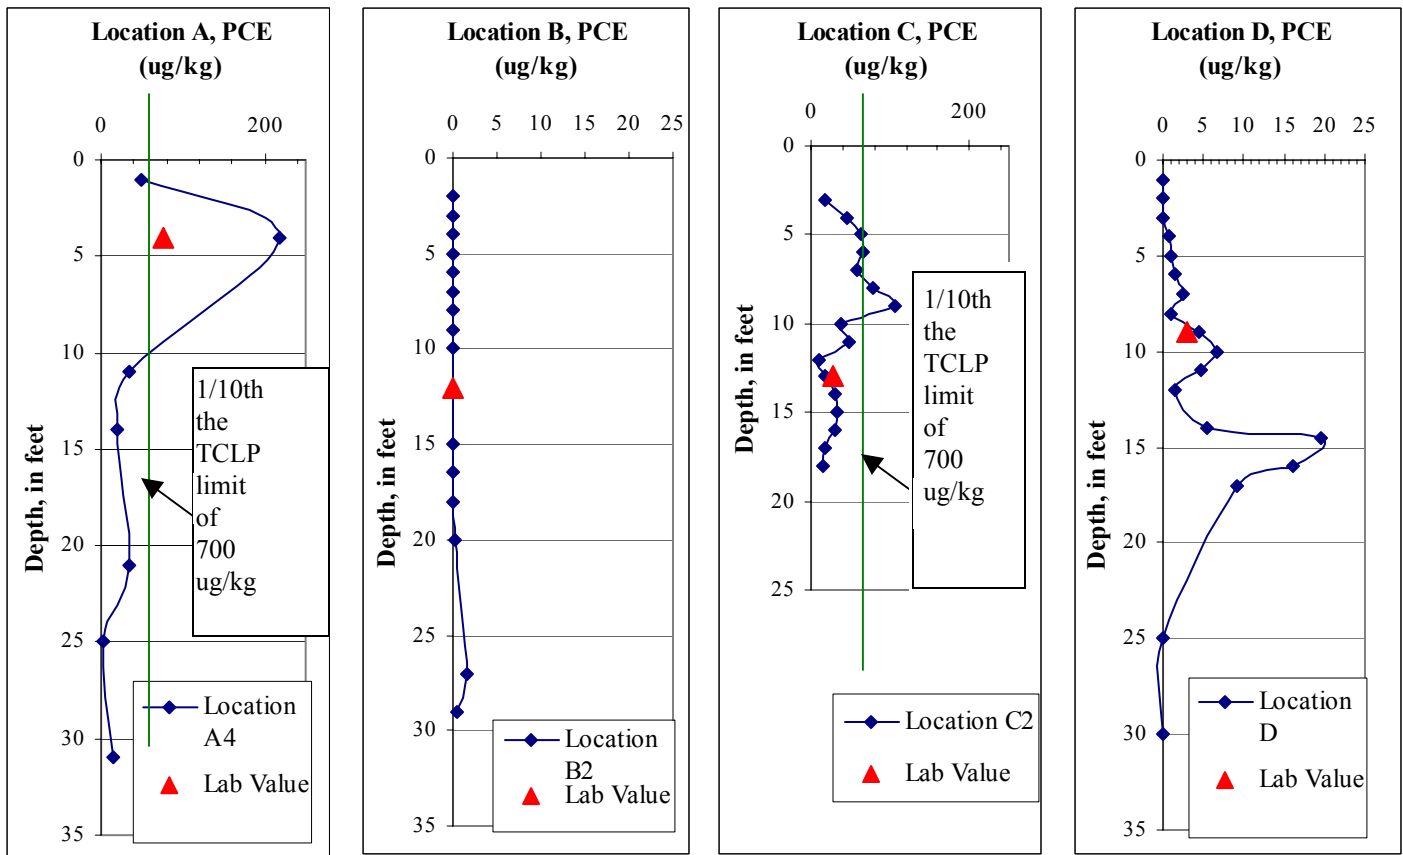 Location A, PCE
(ug/kg)
0 200
0
5
10
15
20
25
30
35
Depth, in feet
1/10th
the
TCLP
limit
of
700
ug/kg
Location
A4
Lab Value
Location B, PCE
(ug/kg)
0 5 10 15 20 25
0
5
10
15
20
25
30
35
Depth, in feet
Location
B2
Lab Value
Location C, PCE
(ug/kg)
0 200
0
5
10
15
20
25
Depth, in feet
1/10th
the
TCLP
limit
of
700
ug/kg
Location C2
Lab Value
Location D, PCE
(ug/kg)
0 5 10 15 20 25
0
5
10
15
20
25
30
35
Depth, in feet
Location
D
Lab Value